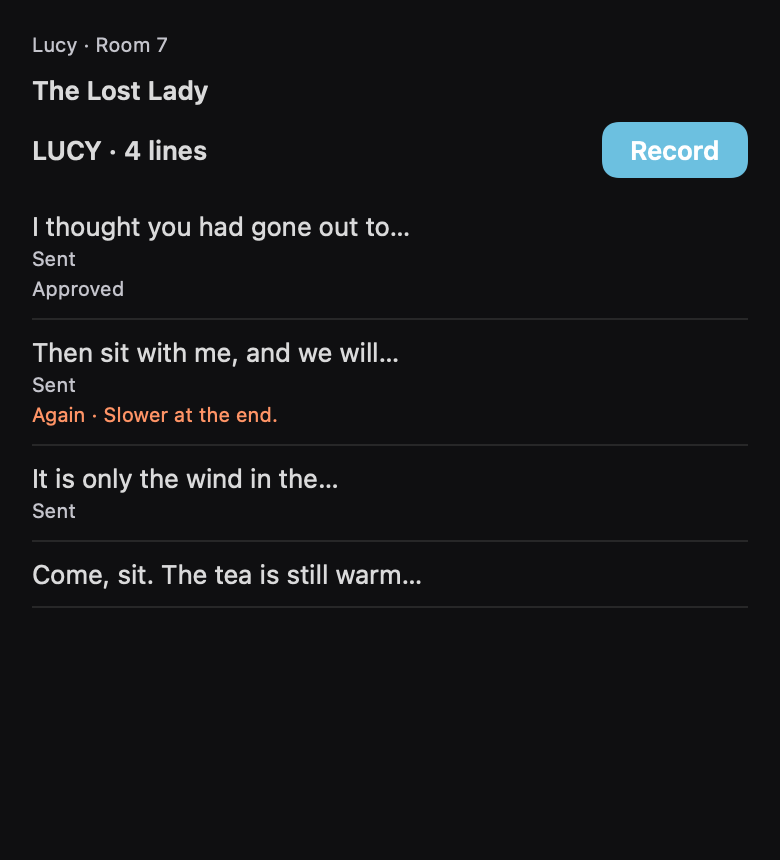 Lucy · Room 7
The Lost Lady
LUCY · 4 lines
Record
I thought you had gone out to...
Sent
Approved
Then sit with me, and we will...
Sent
Again · Slower at the end.
It is only the wind in the...
Sent
Come, sit. The tea is still warm...